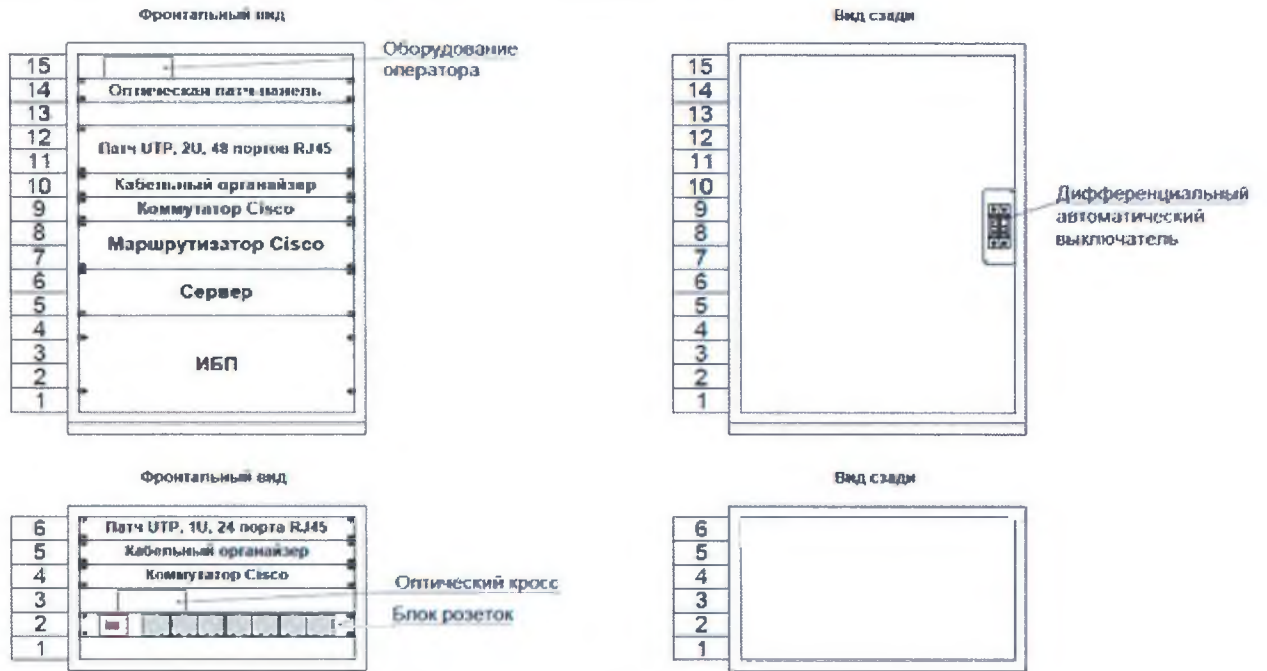 Фронтальный вид
Вид сзади
Оборудование
оператора
15
14
13
12
11
10
9
8
7
6
5
4
3
2
1
Оптическая патч-панель
Патч UTP, 2U, 48 портов RJ45
Кабельный органайзер
Коммутатор Cisco
Маршрутизатор Cisco
Сервер
ИБП
15
14
13
12
11
10
9
8
7
6
5
4
3
2
1
Дифференциальный
автоматический
выключатель
Фронтальный вид
Вид сзади
6
5
4
3
2
1
Патч UTP, 1U, 24 порта RJ45
Кабельный органайзер
Коммутатор Cisco
Оптический кросс
Блок розеток
6
5
4
3
2
1